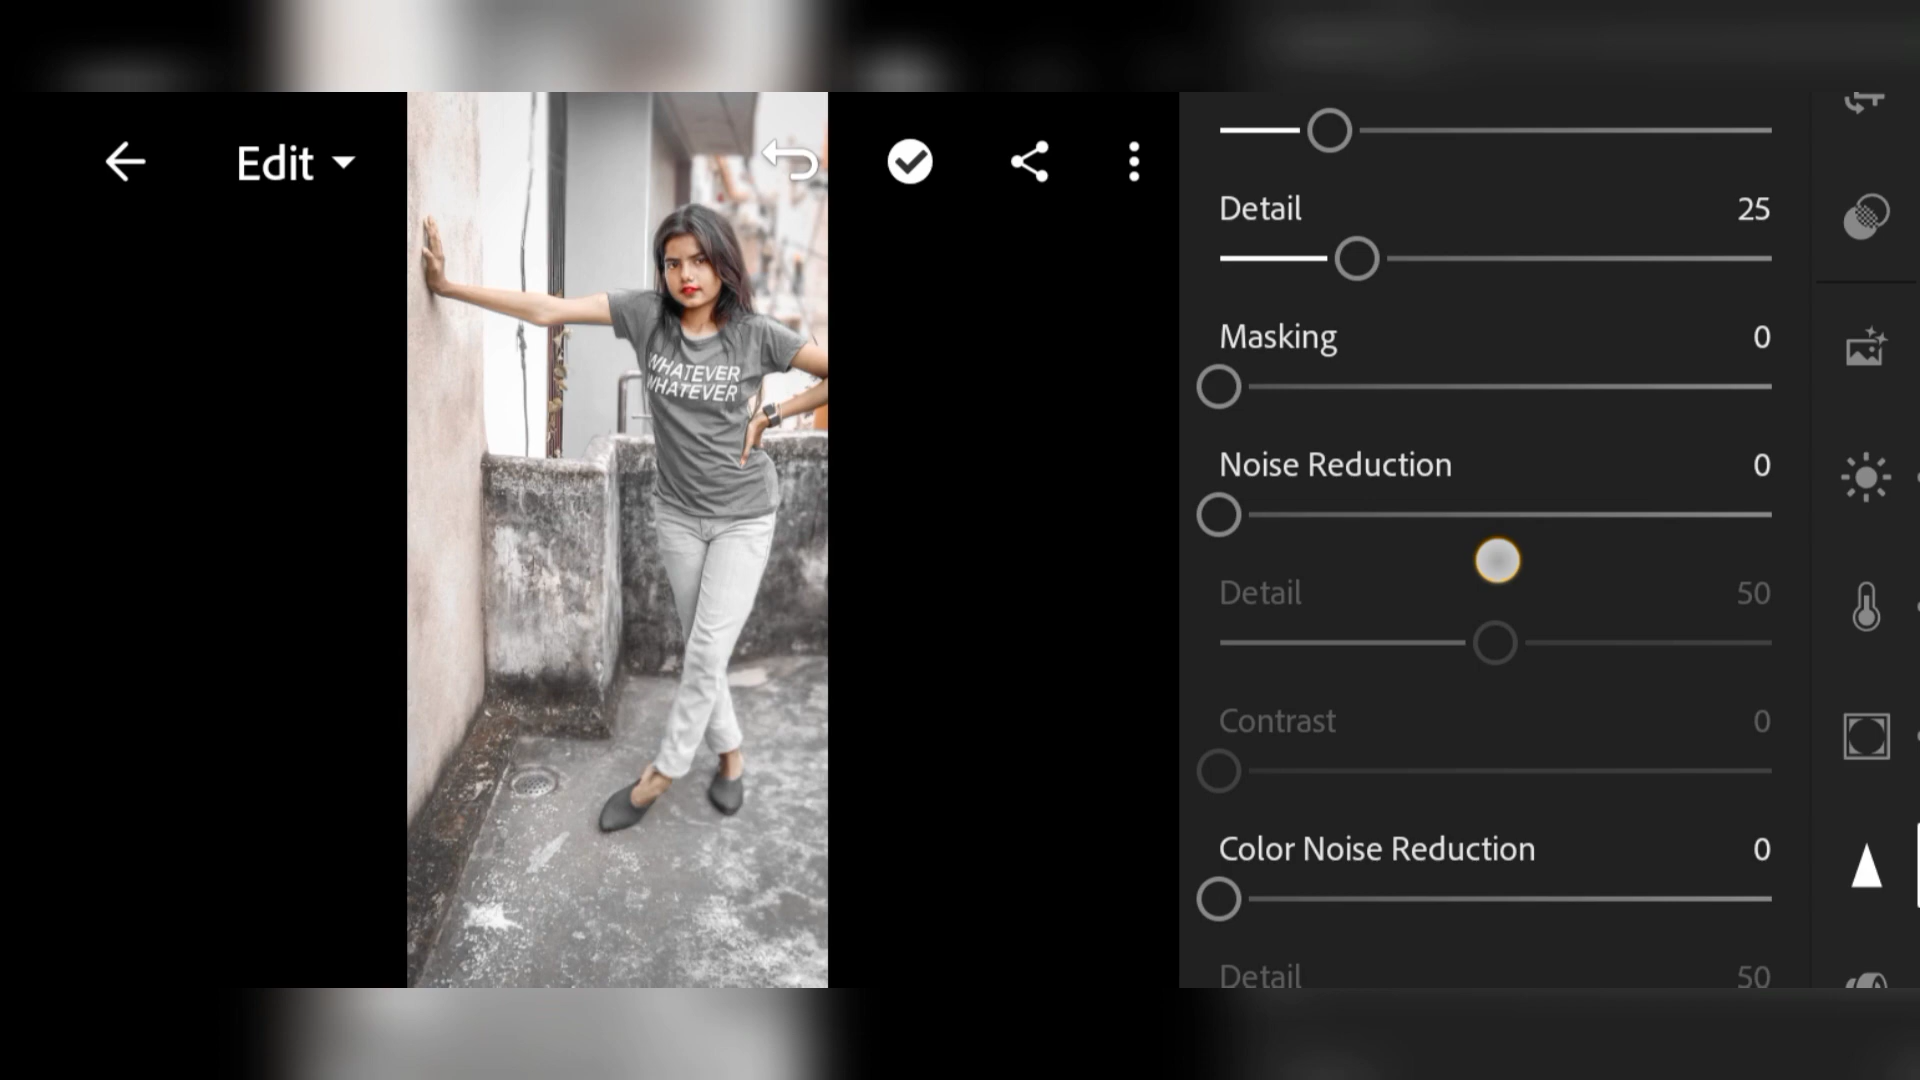 Edit
Detail 25
Masking 0
WHATEVER
WHATEVER
Noise Reduction 0
Detail 50
Contrast 0
Color Noise Reduction 0
Detail 50